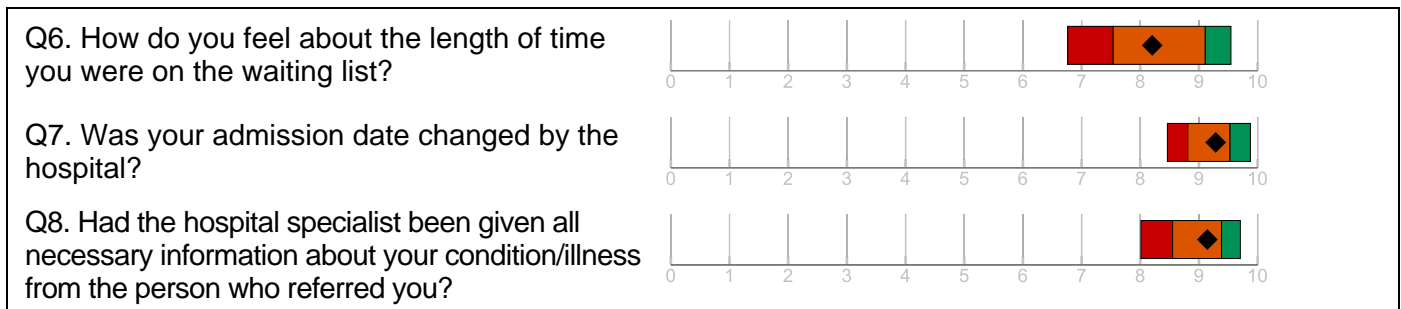 Q6. How do you feel about the length of time
you were on the waiting list?
0 1 2 3 4 5 6 7 8 9 10
Q7. Was your admission date changed by the
hospital?
0 1 2 3 4 5 6 7 8 9 10
Q8. Had the hospital specialist been given all
necessary information about your condition/illness
from the person who referred you?
0 1 2 3 4 5 6 7 8 9 10